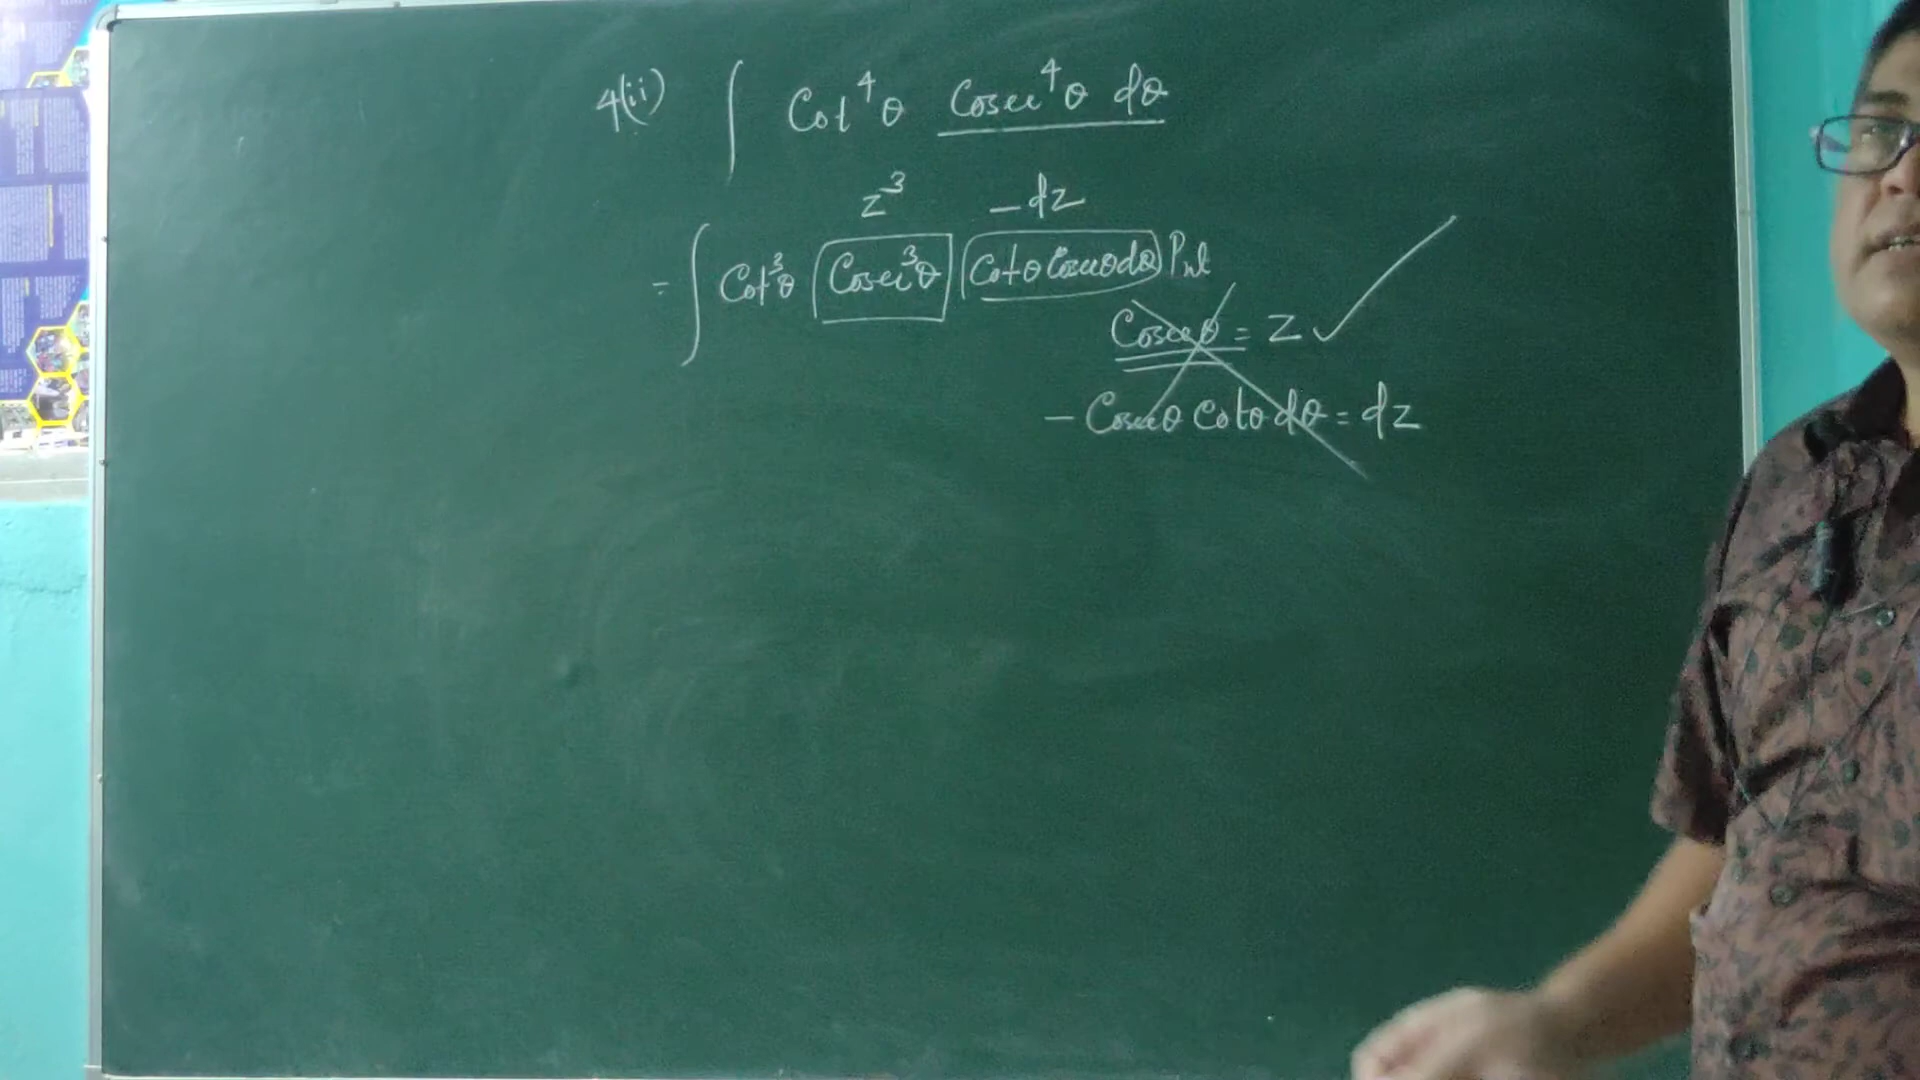 4(ii) ∫ Cot⁴θ Cosec⁴θ dθ
z³ -dz
= ∫ Cot³θ Cosec³θ Cotθ Cosecθ dθ Put
Cosecθ = z ✓
- Cosecθ Cotθ dθ = dz